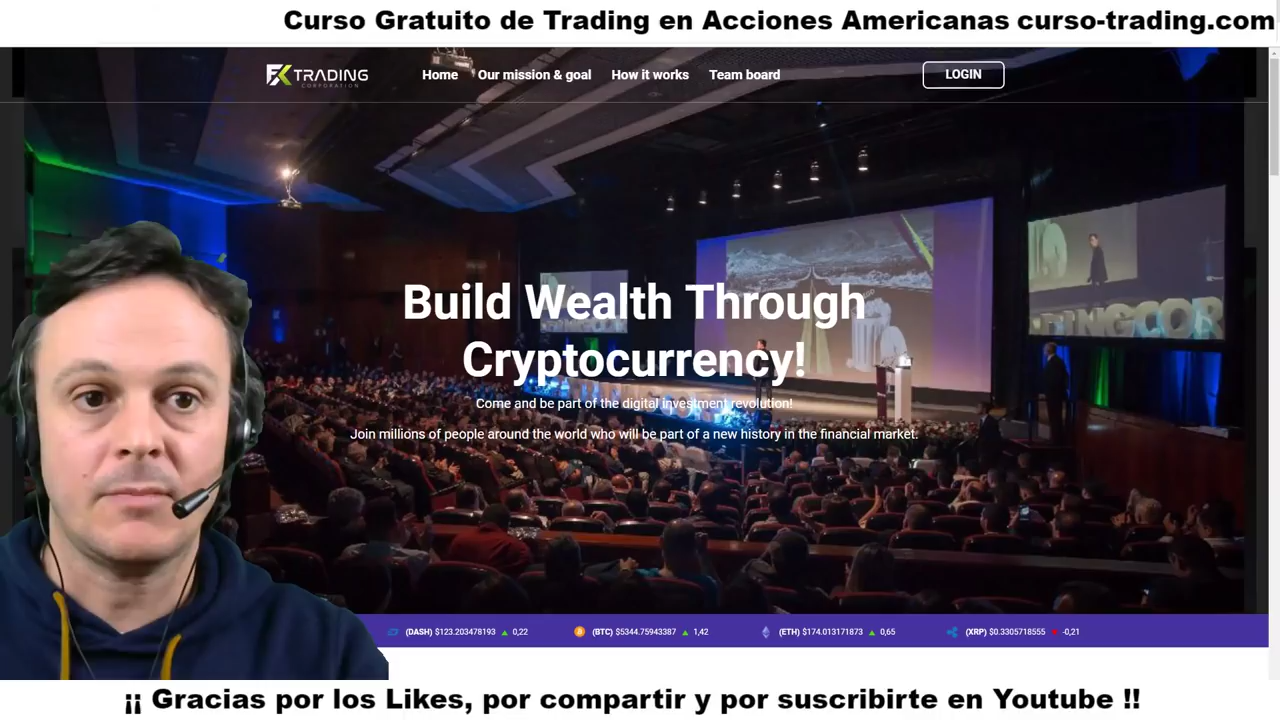 Curso Gratuito de Trading en Acciones Americanas curso-trading.com
FX TRADING
CORPORATION
Home Our mission & goal How it works Team board LOGIN
Build Wealth Through
Cryptocurrency!
Come and be part of the digital investment revolution!
Join millions of people around the world who will be part of a new history in the financial market.
(DASH) $123.203478193 0,22 (BTC) $5344.75943387 1,42 (ETH) $174.013171873 0,65 (XRP) $0.3305718555 -0,21
¡¡ Gracias por los Likes, por compartir y por suscribirte en Youtube !!